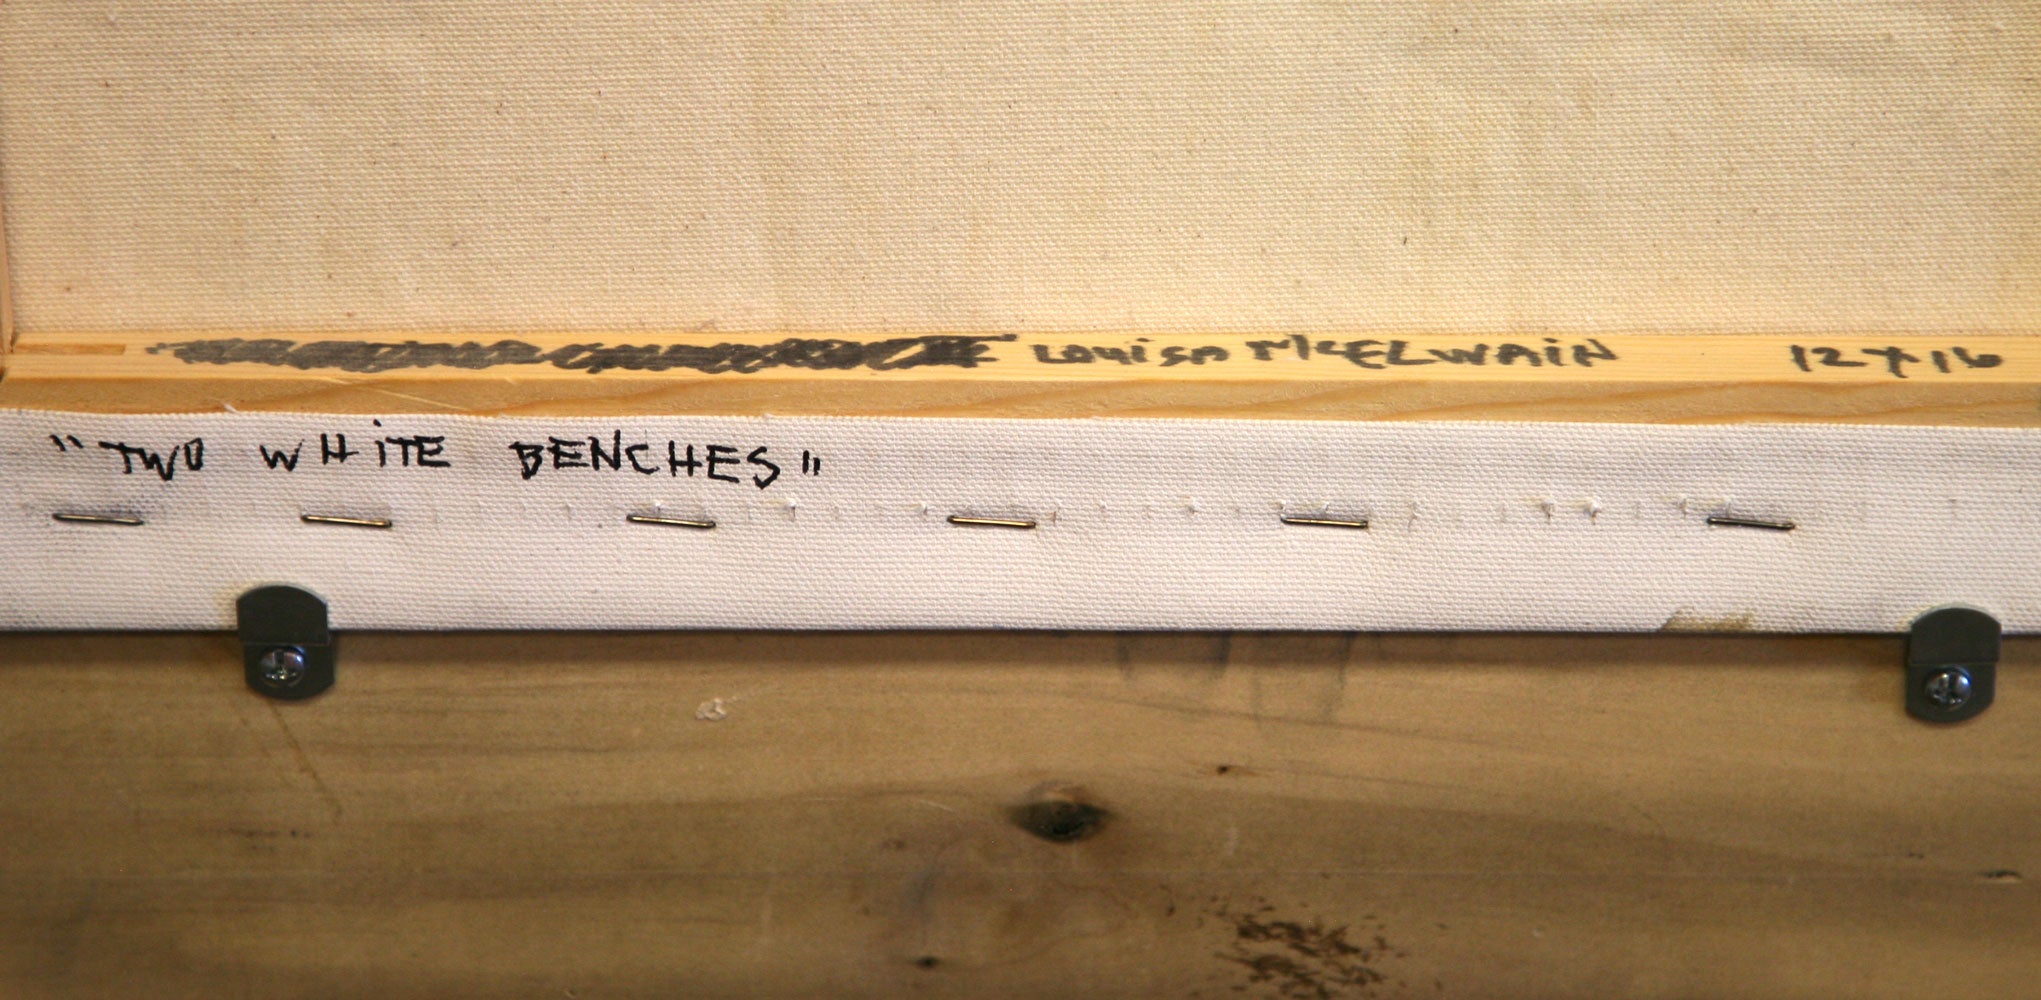 Louisa McELWAiN 12x16
"TWO WHiTE BENCHES"